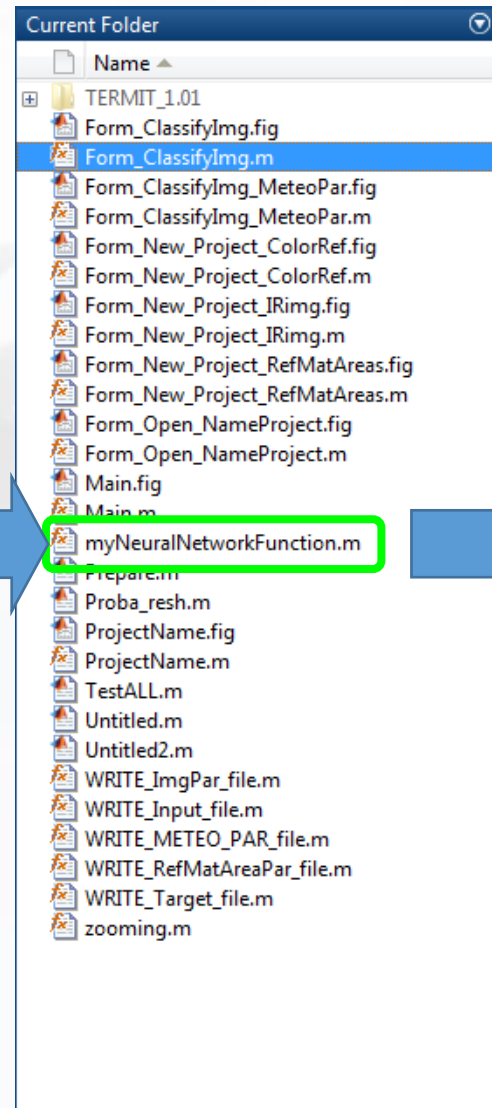 Current Folder
Name
TERMIT_1.01
Form_ClassifyImg.fig
Form_ClassifyImg.m
Form_ClassifyImg_MeteoPar.fig
Form_ClassifyImg_MeteoPar.m
Form_New_Project_ColorRef.fig
Form_New_Project_ColorRef.m
Form_New_Project_IRimg.fig
Form_New_Project_IRimg.m
Form_New_Project_RefMatAreas.fig
Form_New_Project_RefMatAreas.m
Form_Open_NameProject.fig
Form_Open_NameProject.m
Main.fig
Main.m
myNeuralNetworkFunction.m
Prepare.m
Proba_resh.m
ProjectName.fig
ProjectName.m
TestALL.m
Untitled.m
Untitled2.m
WRITE_ImgPar_file.m
WRITE_Input_file.m
WRITE_METEO_PAR_file.m
WRITE_RefMatAreaPar_file.m
WRITE_Target_file.m
zooming.m